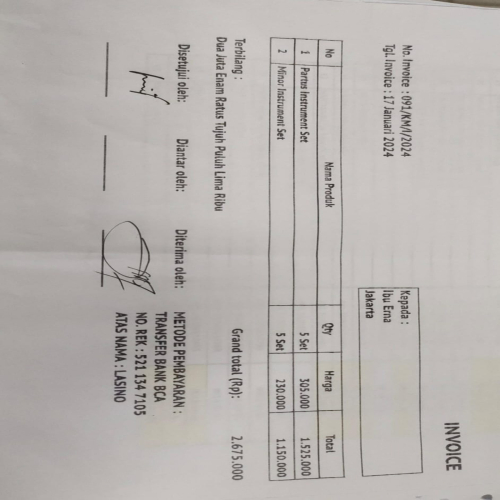 INVOICE
No. Invoice : 091/KM/I/2024
Tgl. Invoice : 17 Januari 2024
Kepada :
Ibu Erna
Jakarta
No Nama Produk Qty Harga Total
1 Partus Instrument Set 5 Set 305.000 1.525.000
2 Minor Instrument Set 5 Set 230.000 1.150.000
Grand total (Rp): 2.675.000
Terbilang :
Dua Juta Enam Ratus Tujuh Puluh Lima Ribu
Disetujui oleh: Diantar oleh: Diterima oleh:
METODE PEMBAYARAN :
TRANSFER BANK BCA
NO. REK : 521 134 7105
ATAS NAMA : LASINO